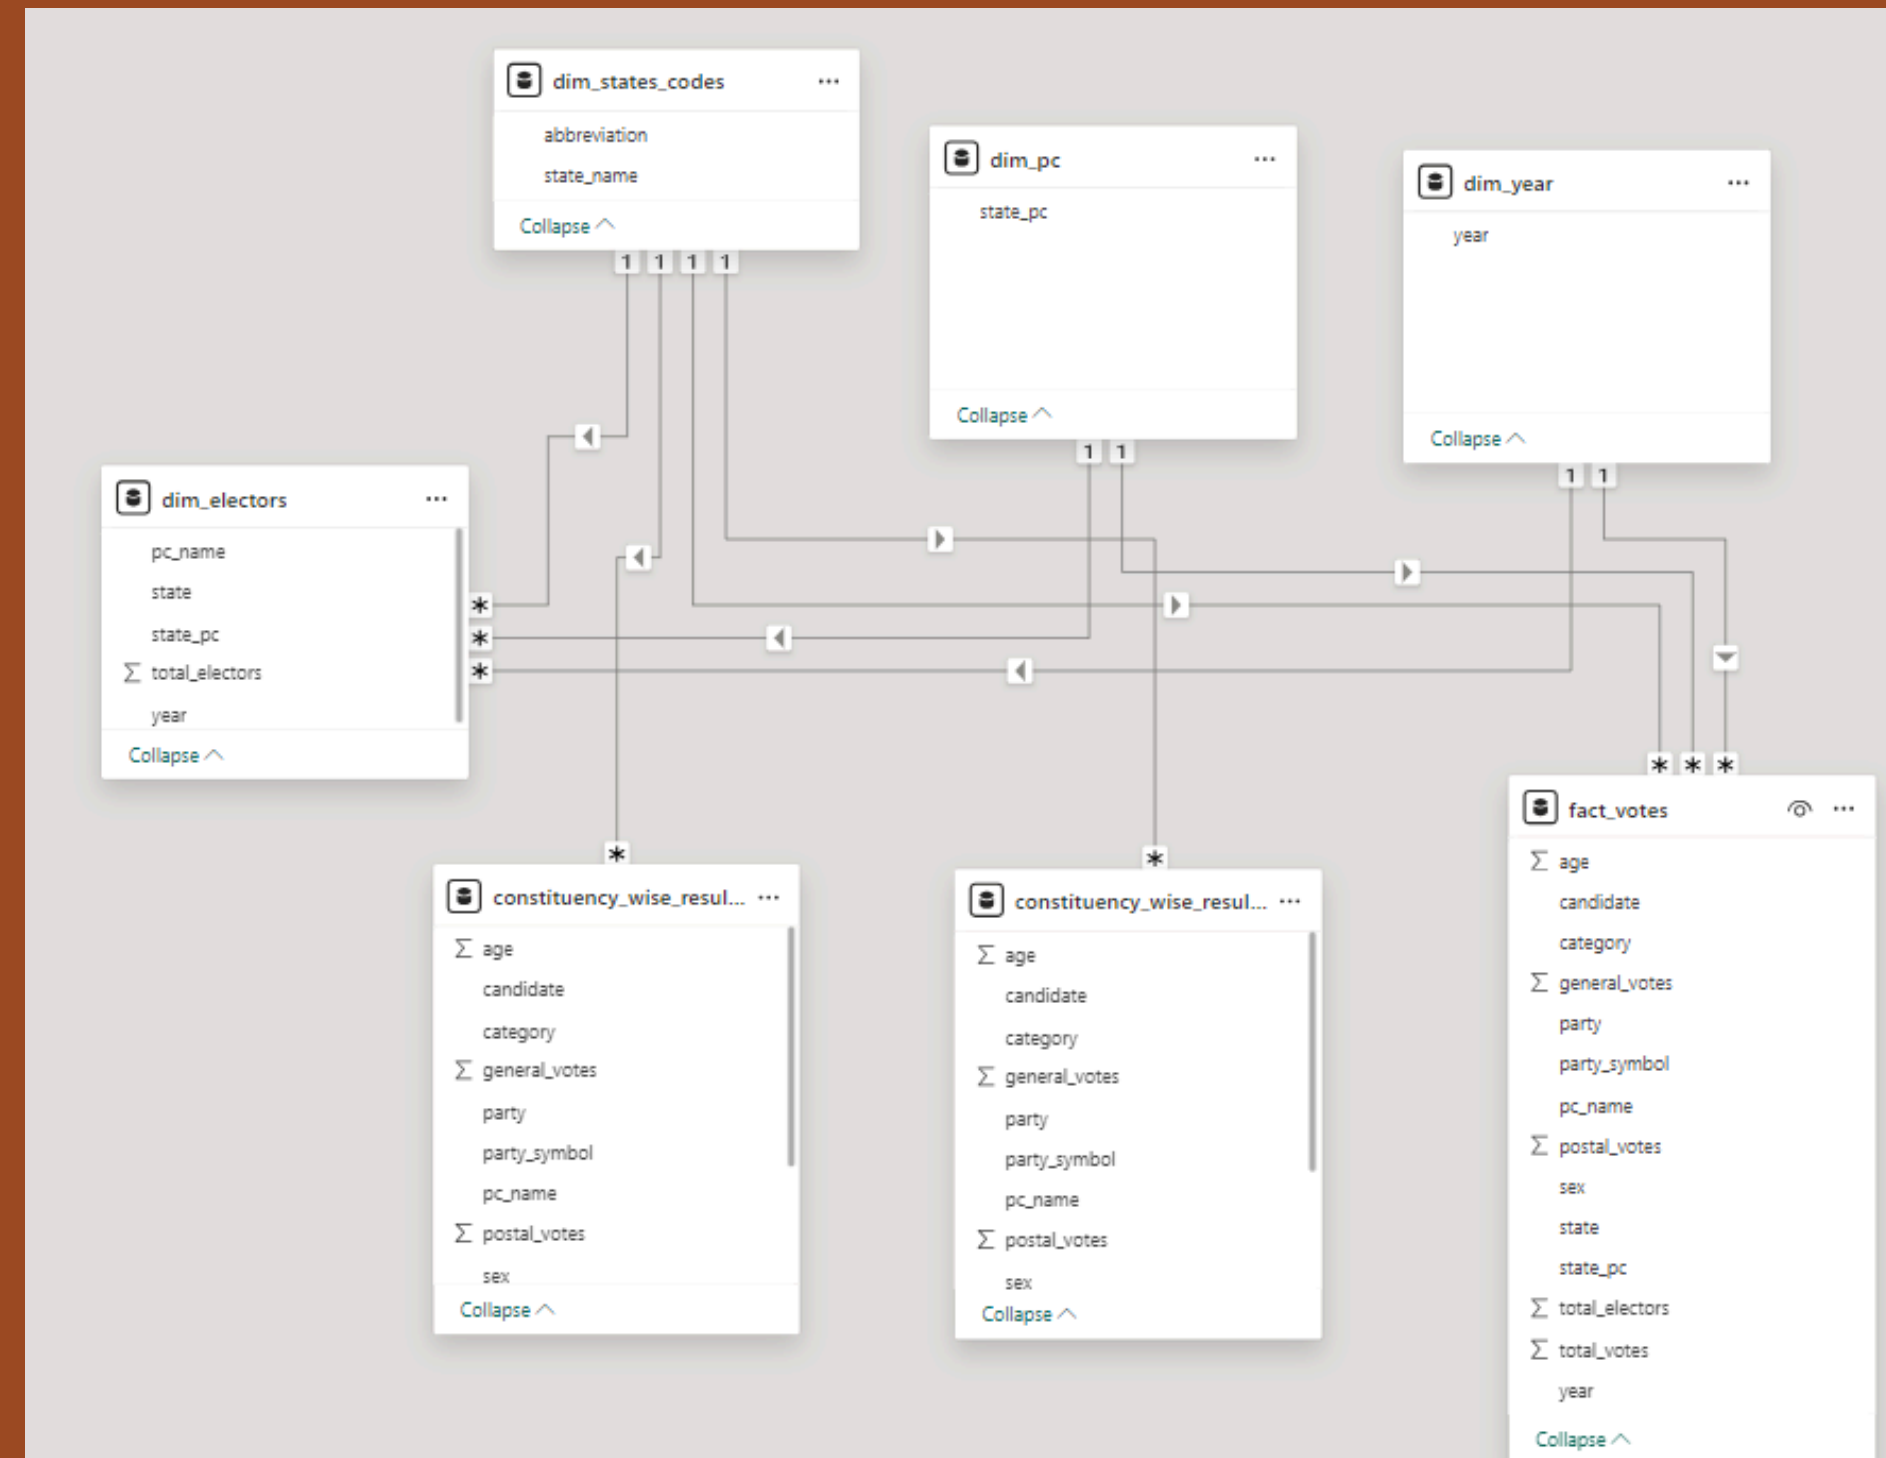 dim_states_codes
abbreviation
state_name
Collapse
1 1 1 1
dim_pc
state_pc
Collapse
1 1
dim_year
year
Collapse
1 1
dim_electors
pc_name
state
state_pc
Σ total_electors
year
Collapse
*
*
*
*
constituency_wise_resul...
Σ age
candidate
category
Σ general_votes
party
party_symbol
pc_name
Σ postal_votes
sex
Collapse
*
constituency_wise_resul...
Σ age
candidate
category
Σ general_votes
party
party_symbol
pc_name
Σ postal_votes
sex
Collapse
* * *
fact_votes
Σ age
candidate
category
Σ general_votes
party
party_symbol
pc_name
Σ postal_votes
sex
state
state_pc
Σ total_electors
Σ total_votes
year
Collapse